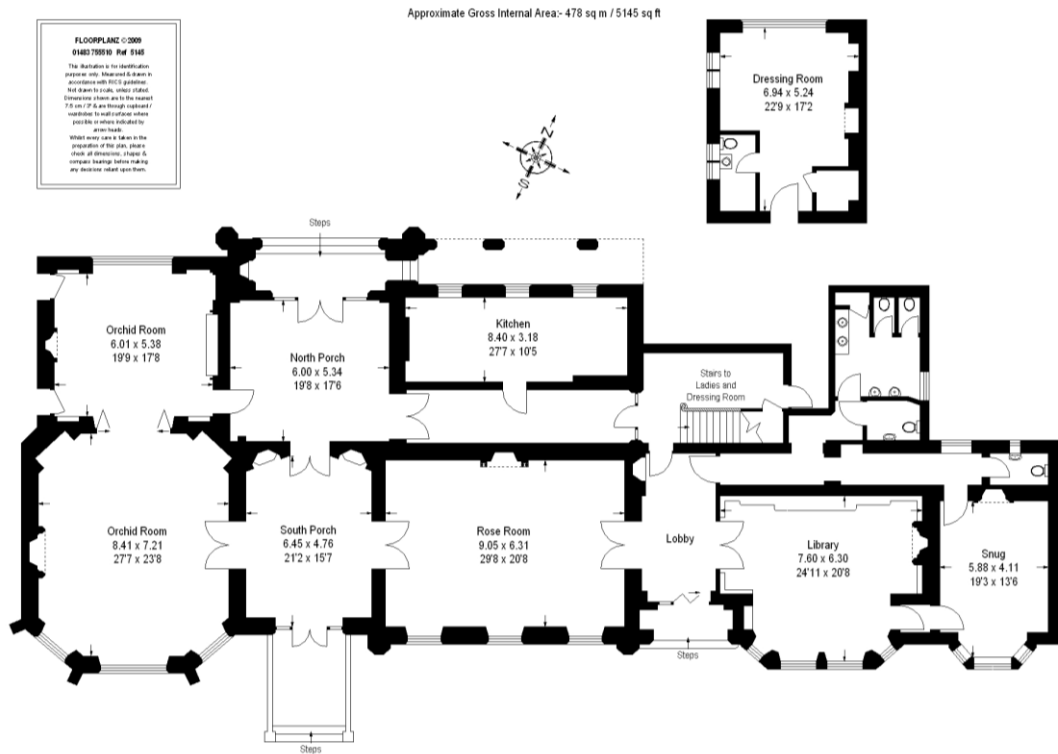 Approximate Gross Internal Area:- 478 sq m / 5145 sq ft
FLOORPLANZ © 2009
01483 755510 Ref 5145
This illustration is for identification
purposes only. Measured & drawn in
accordance with RICS guidelines.
Not drawn to scale, unless stated.
Dimensions shown are to the nearest
7.5 cm / 3" & are through cupboard /
wardrobes to wall surfaces where
possible or where indicated by
arrow heads.
Whilst every care is taken in the
preparation of this plan, please
check all dimensions, shapes &
compass bearings before making
any decisions reliant upon them.
Dressing Room
6.94 x 5.24
22'9 x 17'2
N
S
Steps
Orchid Room
6.01 x 5.38
19'9 x 17'8
North Porch
6.00 x 5.34
19'8 x 17'6
Kitchen
8.40 x 3.18
27'7 x 10'5
Stairs to
Ladies and
Dressing Room
Orchid Room
8.41 x 7.21
27'7 x 23'8
South Porch
6.45 x 4.76
21'2 x 15'7
Rose Room
9.05 x 6.31
29'8 x 20'8
Lobby
Library
7.60 x 6.30
24'11 x 20'8
Snug
5.88 x 4.11
19'3 x 13'6
Steps
Steps